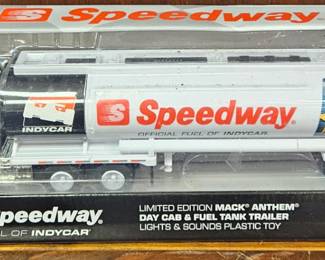 S Speedway
S Speedway
INDYCAR
OFFICIAL FUEL OF INDYCAR.
Speedway
L FUEL OF INDYCAR®
LIMITED EDITION MACK® ANTHEM®
DAY CAB & FUEL TANK TRAILER
LIGHTS & SOUNDS PLASTIC TOY